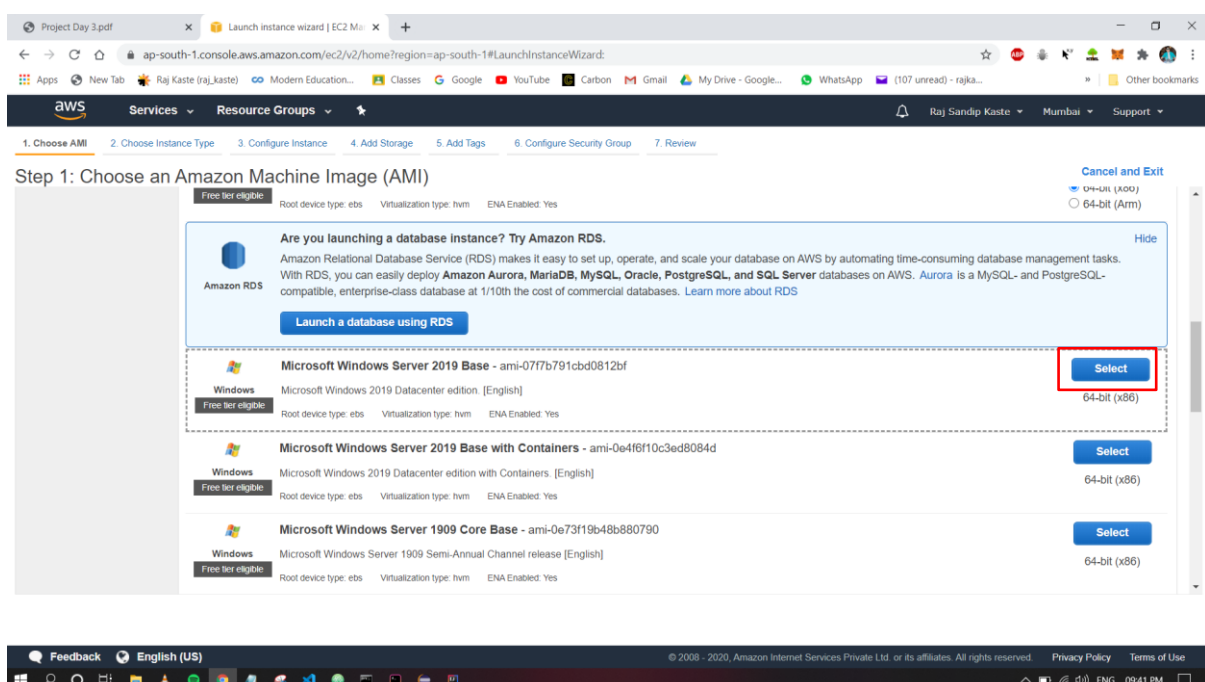 Project Day 3.pdf
Launch instance wizard | EC2 Ma
ap-south-1.console.aws.amazon.com/ec2/v2/home?region=ap-south-1#LaunchInstanceWizard:
Apps New Tab Raj Kaste (raj_kaste) Modern Education... Classes Google YouTube Carbon Gmail My Drive - Google... WhatsApp (107 unread) - rajka... » Other bookmarks
aws Services Resource Groups Raj Sandip Kaste Mumbai Support
1. Choose AMI 2. Choose Instance Type 3. Configure Instance 4. Add Storage 5. Add Tags 6. Configure Security Group 7. Review
Step 1: Choose an Amazon Machine Image (AMI) Cancel and Exit
Free tier eligible Root device type: ebs Virtualization type: hvm ENA Enabled: Yes 64-bit (x86)
64-bit (Arm)
Are you launching a database instance? Try Amazon RDS. Hide
Amazon Relational Database Service (RDS) makes it easy to set up, operate, and scale your database on AWS by automating time-consuming database management tasks.
With RDS, you can easily deploy Amazon Aurora, MariaDB, MySQL, Oracle, PostgreSQL, and SQL Server databases on AWS. Aurora is a MySQL- and PostgreSQL-
compatible, enterprise-class database at 1/10th the cost of commercial databases. Learn more about RDS
Amazon RDS
Launch a database using RDS
Microsoft Windows Server 2019 Base - ami-07f7b791cbd0812bf Select
Windows Microsoft Windows 2019 Datacenter edition. [English] 64-bit (x86)
Free tier eligible Root device type: ebs Virtualization type: hvm ENA Enabled: Yes
Microsoft Windows Server 2019 Base with Containers - ami-0e4f6f10c3ed8084d Select
Windows Microsoft Windows 2019 Datacenter edition with Containers. [English] 64-bit (x86)
Free tier eligible Root device type: ebs Virtualization type: hvm ENA Enabled: Yes
Microsoft Windows Server 1909 Core Base - ami-0e73f19b48b880790 Select
Windows Microsoft Windows Server 1909 Semi-Annual Channel release [English] 64-bit (x86)
Free tier eligible Root device type: ebs Virtualization type: hvm ENA Enabled: Yes
Feedback English (US) © 2008 - 2020, Amazon Internet Services Private Ltd. or its affiliates. All rights reserved. Privacy Policy Terms of Use
ENG 09:41 PM